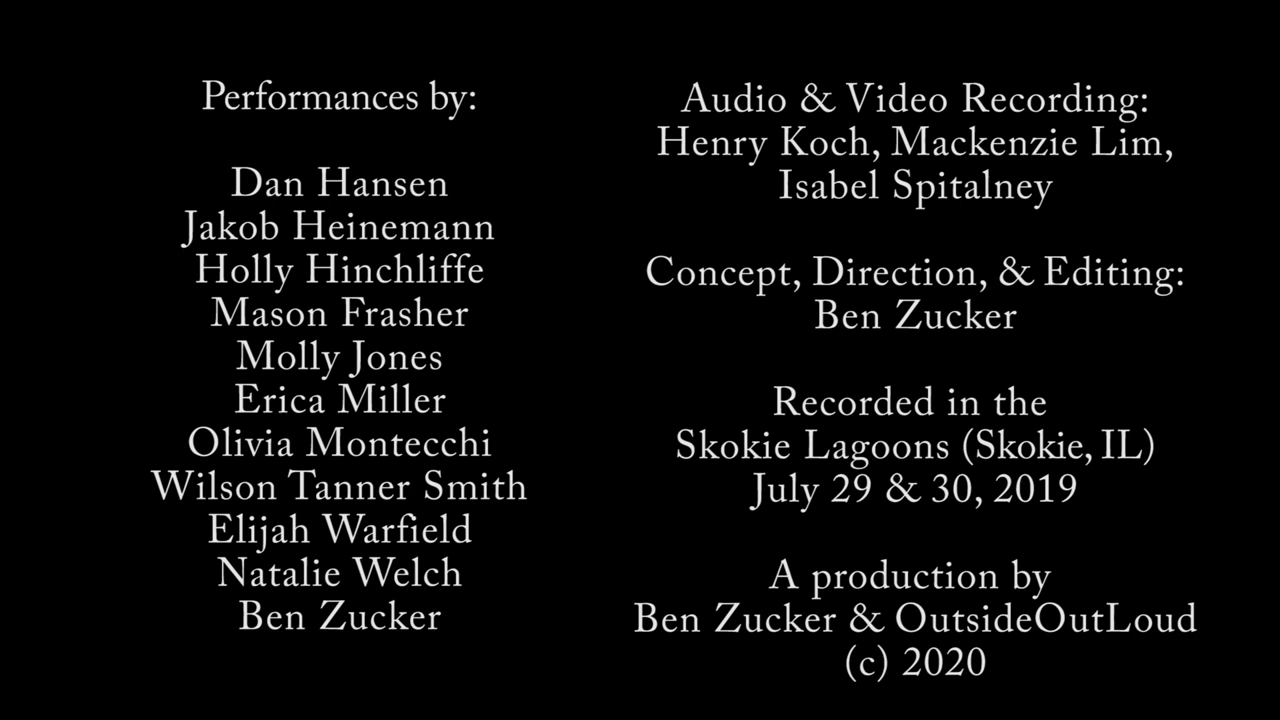 Performances by:
Dan Hansen
Jakob Heinemann
Holly Hinchliffe
Mason Frasher
Molly Jones
Erica Miller
Olivia Montecchi
Wilson Tanner Smith
Elijah Warfield
Natalie Welch
Ben Zucker
Audio & Video Recording:
Henry Koch, Mackenzie Lim,
Isabel Spitalney
Concept, Direction, & Editing:
Ben Zucker
Recorded in the
Skokie Lagoons (Skokie, IL)
July 29 & 30, 2019
A production by
Ben Zucker & OutsideOutLoud
(c) 2020